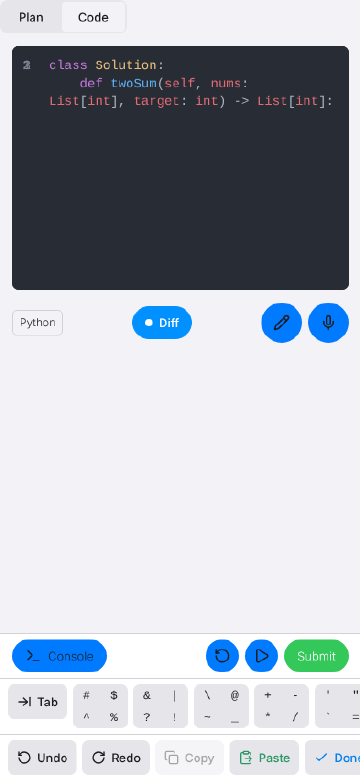 Plan Code
class Solution:
def twoSum(self, nums:
List[int], target: int) -> List[int]:
Python Diff
Console Submit
Tab # $ & | \ @ + - ' "
^ % ? ! ~ _ * / ` =
Undo Redo Copy Paste Done